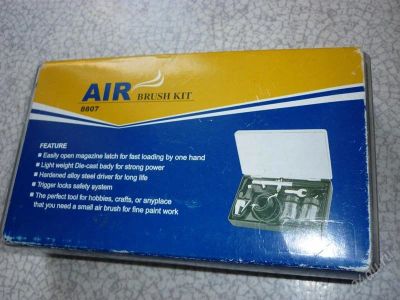 AIR BRUSH KIT
8807
FEATURE
• Easily open magazine latch for fast loading by one hand
• Light weight Die-cast bady for strong power
• Hardened alloy steel driver for long life
• Trigger locks safety system
• The perfect tool for hobbies, crafts, or anyplace
that you need a small air brush for fine paint work